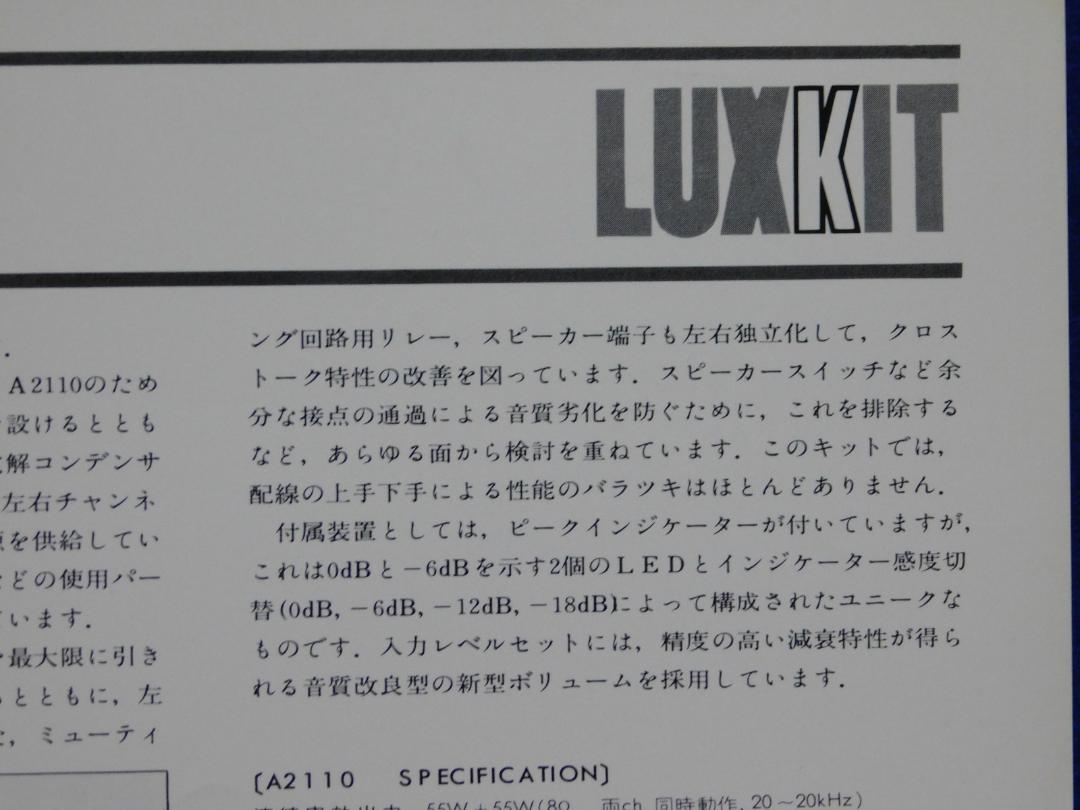 LUXKIT
A2110のため
設けるととも
解コンデンサ
左右チャンネ
を供給してい
どの使用パー
います.
最大限に引き
とともに, 左
, ミューティ
ング回路用リレー, スピーカー端子も左右独立化して, クロス
トーク特性の改善を図っています. スピーカースイッチなど余
分な接点の通過による音質劣化を防ぐために, これを排除する
など, あらゆる面から検討を重ねています. このキットでは,
配線の上手下手による性能のバラツキはほとんどありません.
付属装置としては, ピークインジケーターが付いていますが,
これは0dBと−6dBを示す2個のLEDとインジケーター感度切
替(0dB, −6dB, −12dB, −18dB)によって構成されたユニークな
ものです. 入力レベルセットには, 精度の高い減衰特性が得ら
れる音質改良型の新型ボリュームを採用しています.
〔A2110 SPECIFICATION〕
55W+55W(8Ω 両ch. 同時動作, 20〜20kHz)